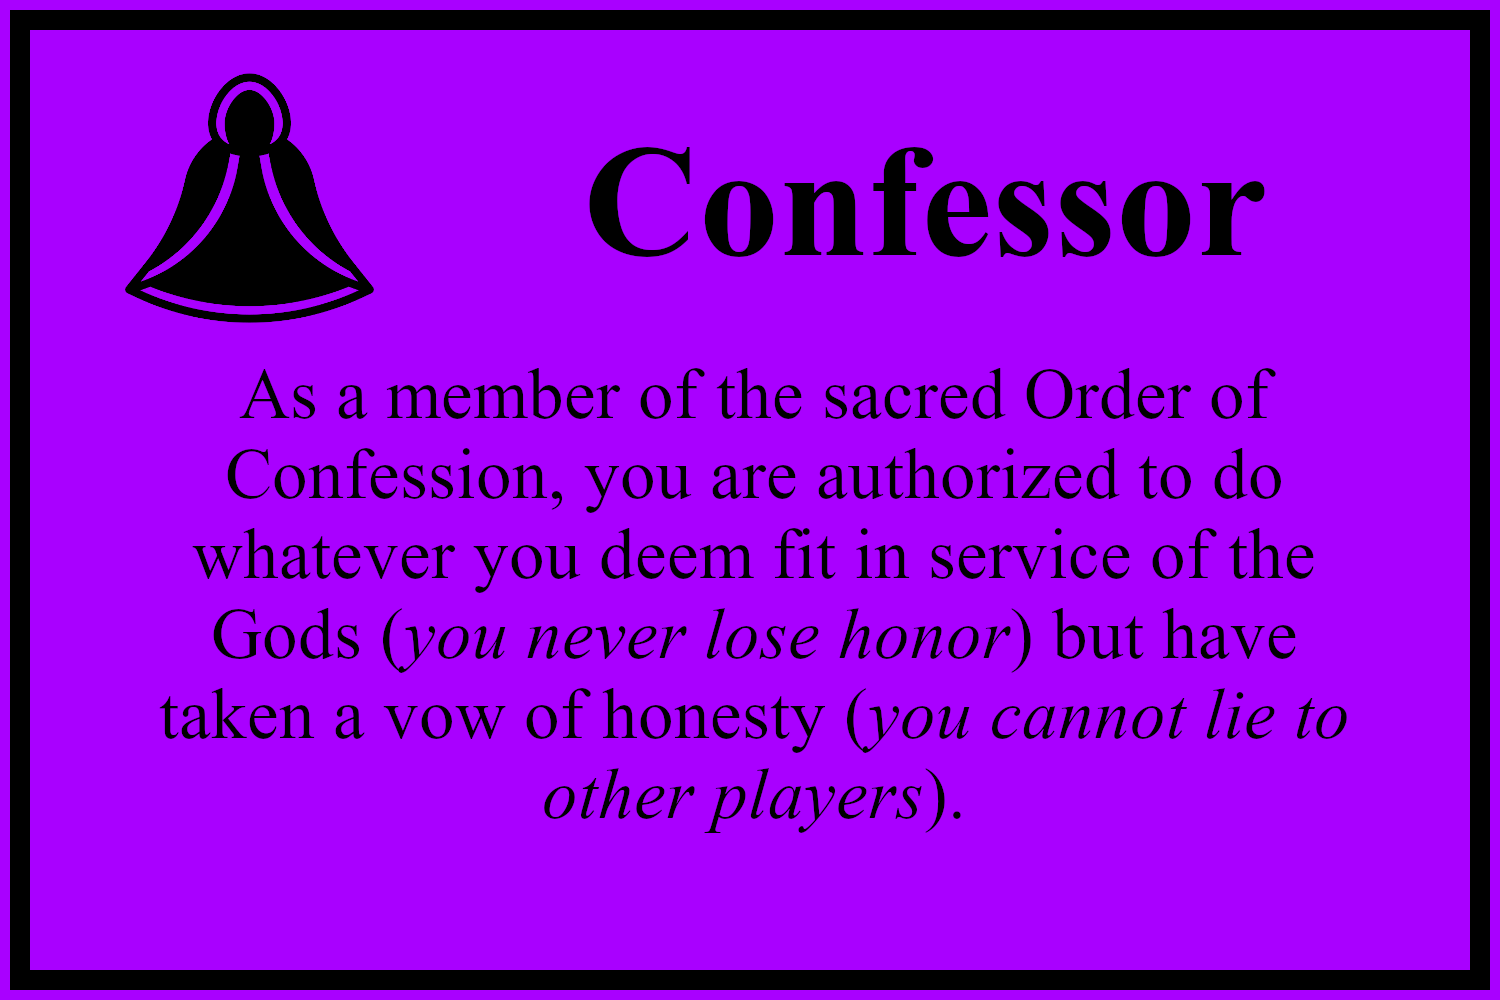 Confessor
As a member of the sacred Order of
Confession, you are authorized to do
whatever you deem fit in service of the
Gods (you never lose honor) but have
taken a vow of honesty (you cannot lie to
other players).